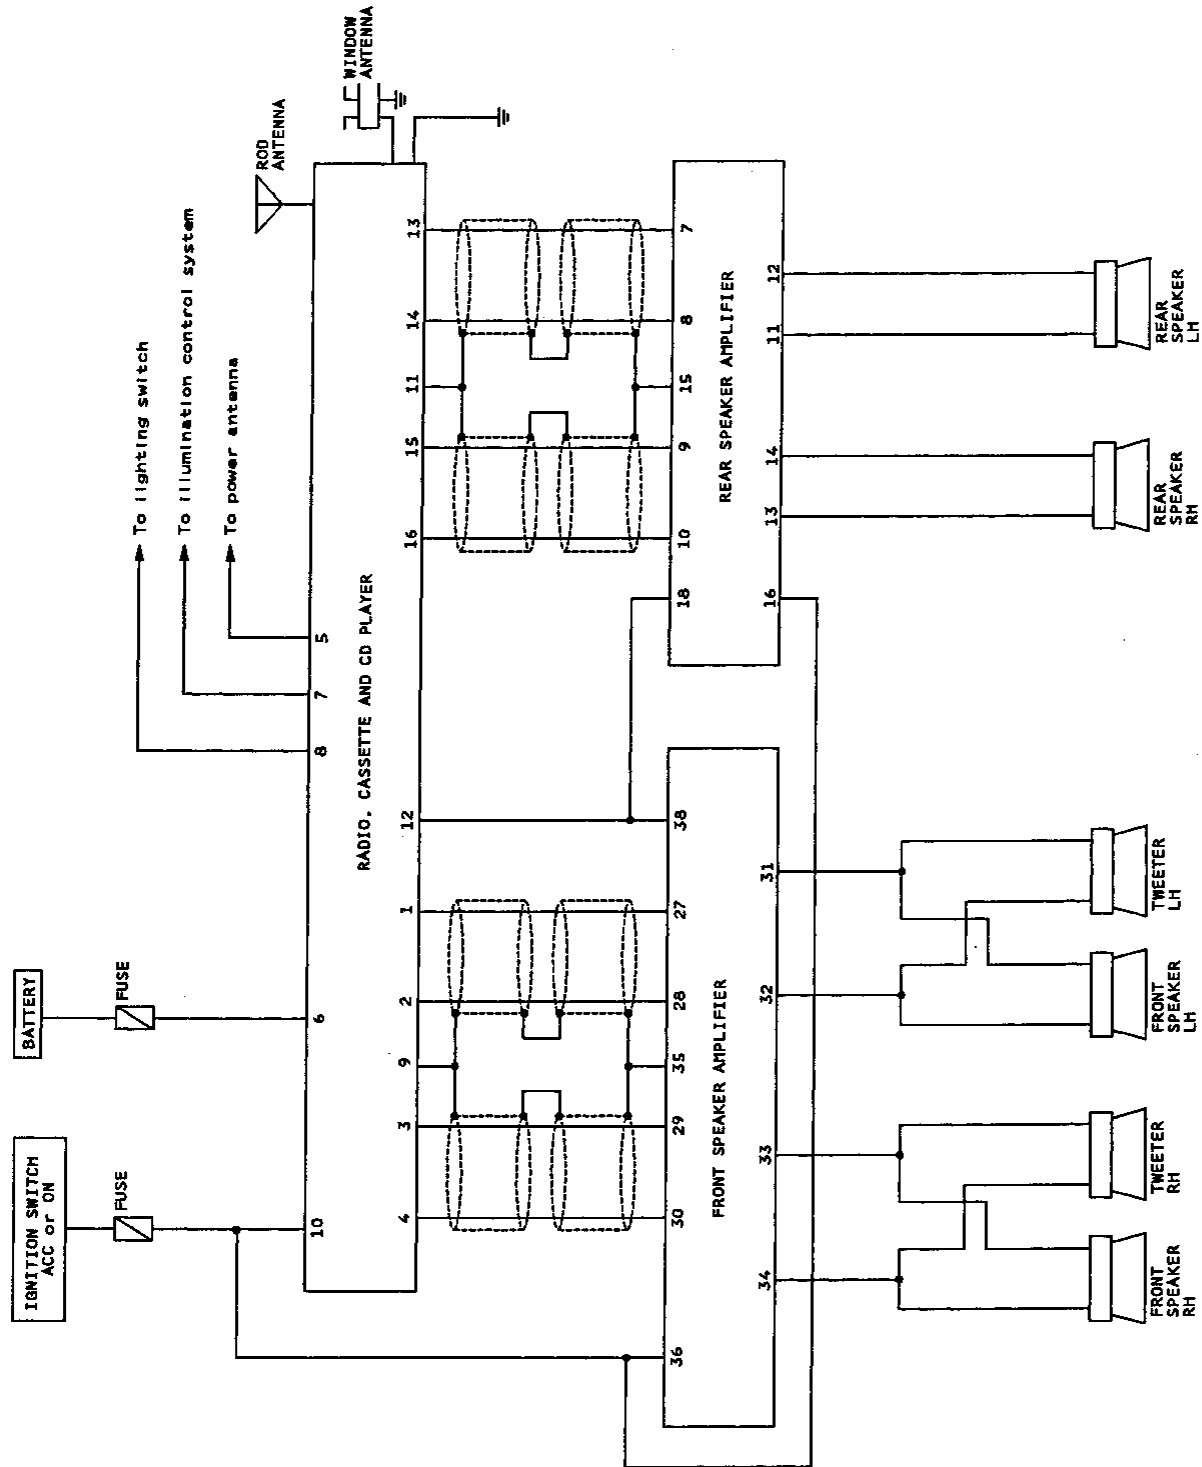 IGNITION SWITCH
ACC or ON
BATTERY
FUSE
FUSE
To lighting switch
To illumination control system
To power antenna
ROD
ANTENNA
WINDOW
ANTENNA
10
6
8
7
5
RADIO, CASSETTE AND CD PLAYER
4
3
9
2
1
12
16
15
11
14
13
36
30
29
35
28
27
38
18
10
9
15
8
7
FRONT SPEAKER AMPLIFIER
REAR SPEAKER AMPLIFIER
34
33
32
31
16
13
14
11
12
FRONT
SPEAKER
RH
TWEETER
RH
FRONT
SPEAKER
LH
TWEETER
LH
REAR
SPEAKER
RH
REAR
SPEAKER
LH